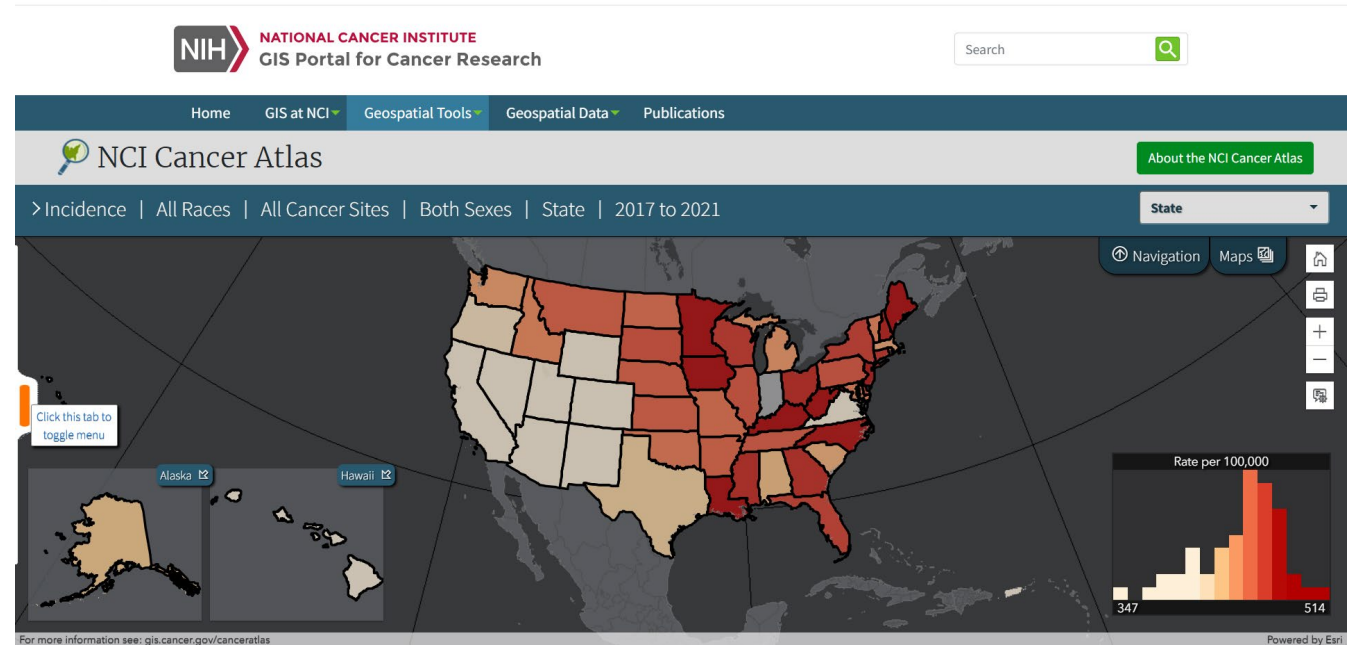 NIH NATIONAL CANCER INSTITUTE
GIS Portal for Cancer Research
Search
Home GIS at NCI Geospatial Tools Geospatial Data Publications
NCI Cancer Atlas
About the NCI Cancer Atlas
>Incidence | All Races | All Cancer Sites | Both Sexes | State | 2017 to 2021
State
Navigation
Maps
Click this tab to
toggle menu
Alaska
Hawaii
Rate per 100,000
347 514
For more information see: gis.cancer.gov/canceratlas
Powered by Esri